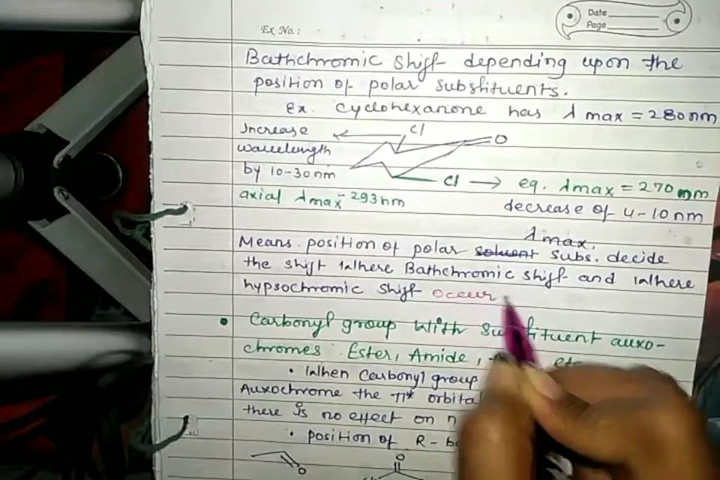 Ex No.:
Date
Page
Bathchromic shift depending upon the
position of polar substituents.
ex. cyclohexanone has λ max = 280nm
Increase
wavelength
by 10-30nm
Cl
O
Cl → eq. λmax = 270nm
axial λmax - 293nm
decrease of 4-10nm
λmax.
Means position of polar solvent subs. decide
the shift Where Bathchromic shift and where
hypsochromic shift occur
• Carbonyl group With substituent auxo-
chromes Ester, Amide, etc
• When Carbonyl group
Auxochrome the π* orbital
there is no effect on n
• position of R-
O
O